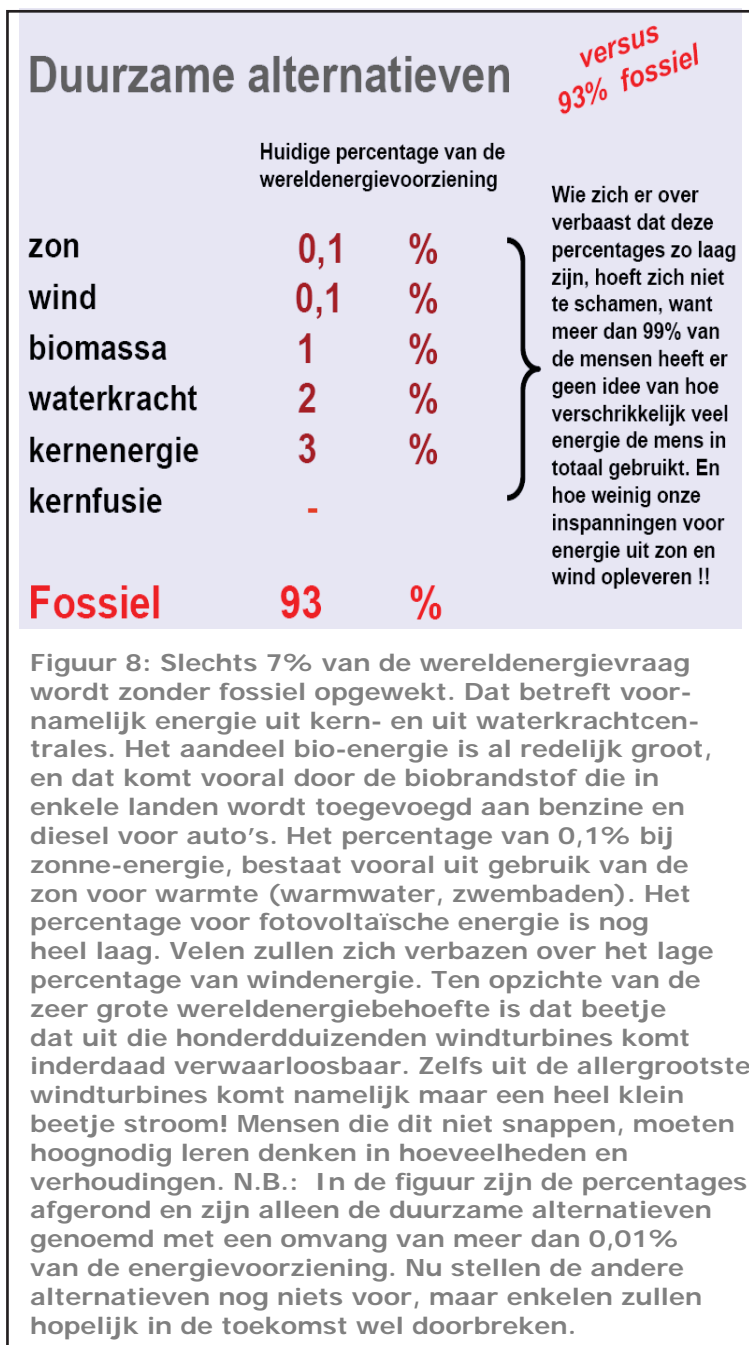 Duurzame alternatieven
versus
93% fossiel
Huidige percentage van de
wereldenergievoorziening
zon 0,1 %
wind 0,1 %
biomassa 1 %
waterkracht 2 %
kernenergie 3 %
kernfusie -
Fossiel 93 %
Wie zich er over
verbaast dat deze
percentages zo laag
zijn, hoeft zich niet
te schamen, want
meer dan 99% van
de mensen heeft er
geen idee van hoe
verschrikkelijk veel
energie de mens in
totaal gebruikt. En
hoe weinig onze
inspanningen voor
energie uit zon en
wind opleveren !!
Figuur 8: Slechts 7% van de wereldenergievraag
wordt zonder fossiel opgewekt. Dat betreft voor-
namelijk energie uit kern- en uit waterkrachtcen-
trales. Het aandeel bio-energie is al redelijk groot,
en dat komt vooral door de biobrandstof die in
enkele landen wordt toegevoegd aan benzine en
diesel voor auto's. Het percentage van 0,1% bij
zonne-energie, bestaat vooral uit gebruik van de
zon voor warmte (warmwater, zwembaden). Het
percentage voor fotovoltaïsche energie is nog
heel laag. Velen zullen zich verbazen over het lage
percentage van windenergie. Ten opzichte van de
zeer grote wereldenergiebehoefte is dat beetje
dat uit die honderdduizenden windturbines komt
inderdaad verwaarloosbaar. Zelfs uit de allergrootste
windturbines komt namelijk maar een heel klein
beetje stroom! Mensen die dit niet snappen, moeten
hoognodig leren denken in hoeveelheden en
verhoudingen. N.B.: In de figuur zijn de percentages
afgerond en zijn alleen de duurzame alternatieven
genoemd met een omvang van meer dan 0,01%
van de energievoorziening. Nu stellen de andere
alternatieven nog niets voor, maar enkelen zullen
hopelijk in de toekomst wel doorbreken.